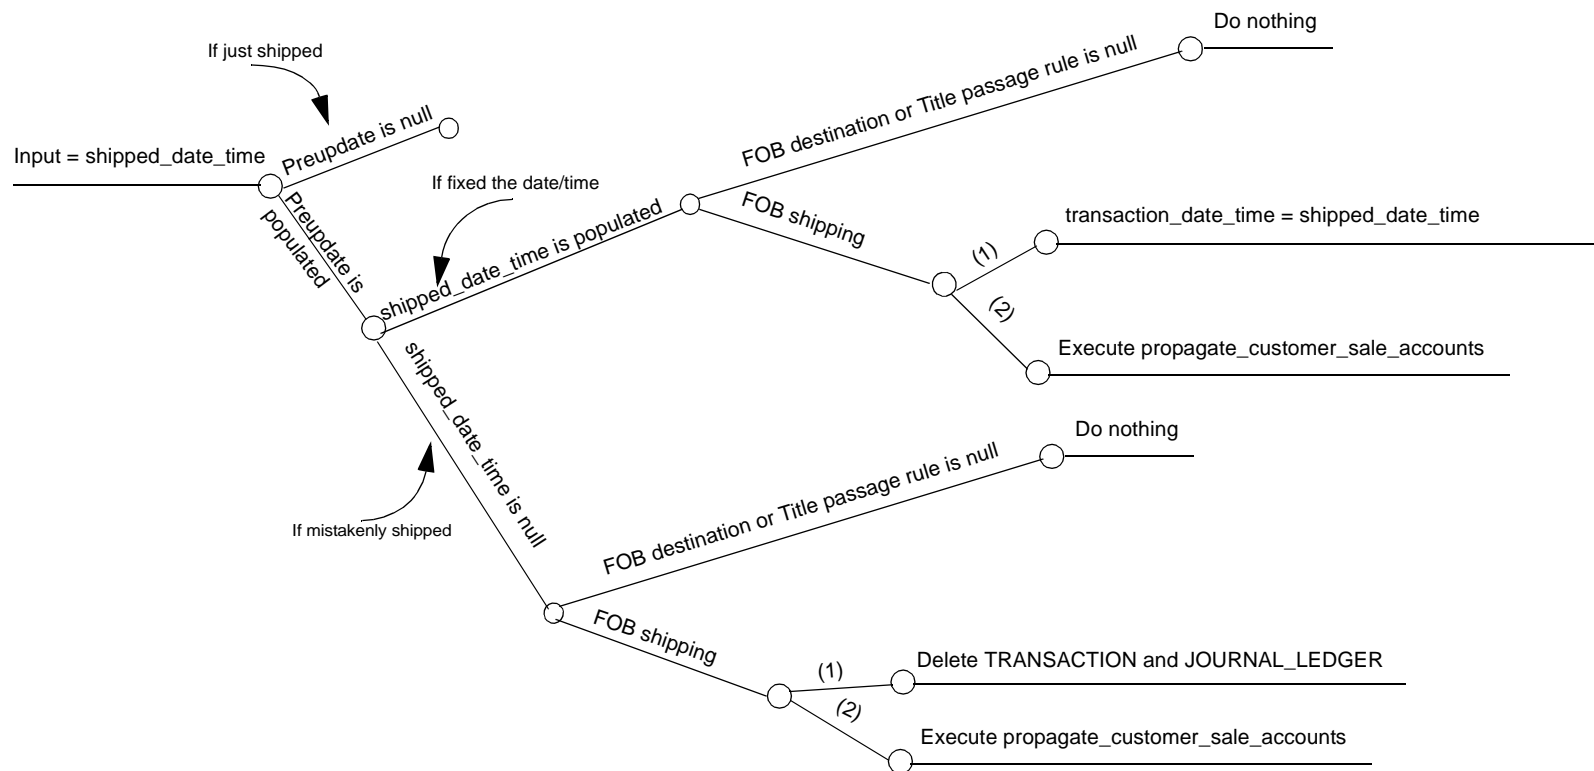 Do nothing
If just shipped
FOB destination or Title passage rule is null
Preupdate is null
Input = shipped_date_time
If fixed the date/time
Preupdate is
populated
shipped_date_time is populated
FOB shipping
transaction_date_time = shipped_date_time
(1)
(2)
Execute propagate_customer_sale_accounts
shipped_date_time is null
Do nothing
If mistakenly shipped
FOB destination or Title passage rule is null
FOB shipping
(1)
Delete TRANSACTION and JOURNAL_LEDGER
(2)
Execute propagate_customer_sale_accounts